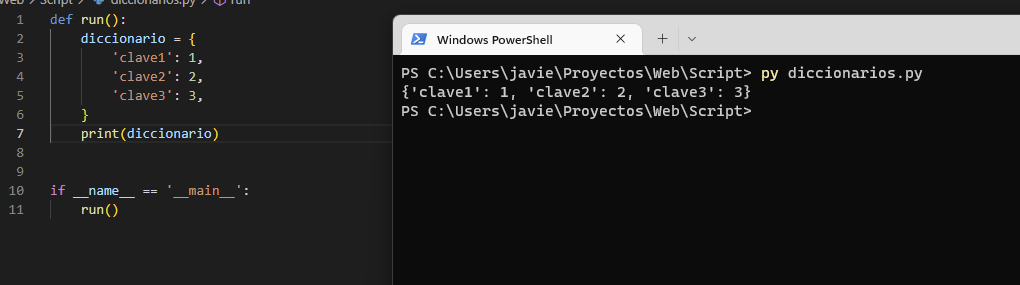 Web > Script > diccionarios.py > run
1 def run():
2     diccionario = {
3         'clave1': 1,
4         'clave2': 2,
5         'clave3': 3,
6     }
7     print(diccionario)
8
9
10 if __name__ == '__main__':
11     run()
Windows PowerShell
PS C:\Users\javie\Proyectos\Web\Script> py diccionarios.py
{'clave1': 1, 'clave2': 2, 'clave3': 3}
PS C:\Users\javie\Proyectos\Web\Script>